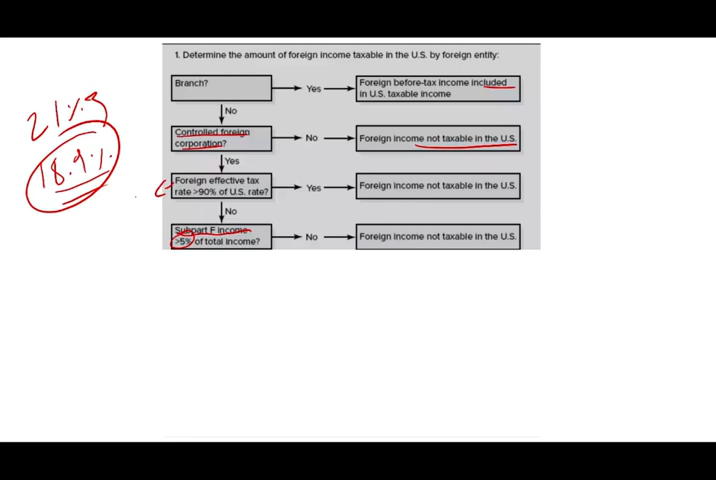 1. Determine the amount of foreign income taxable in the U.S. by foreign entity:
Branch?
Yes
Foreign before-tax income included
in U.S. taxable income
No
Controlled foreign
corporation?
No
Foreign income not taxable in the U.S.
Yes
Foreign effective tax
rate >90% of U.S. rate?
Yes
Foreign income not taxable in the U.S.
No
Subpart F income
>5% of total income?
No
Foreign income not taxable in the U.S.
21%
18.9%